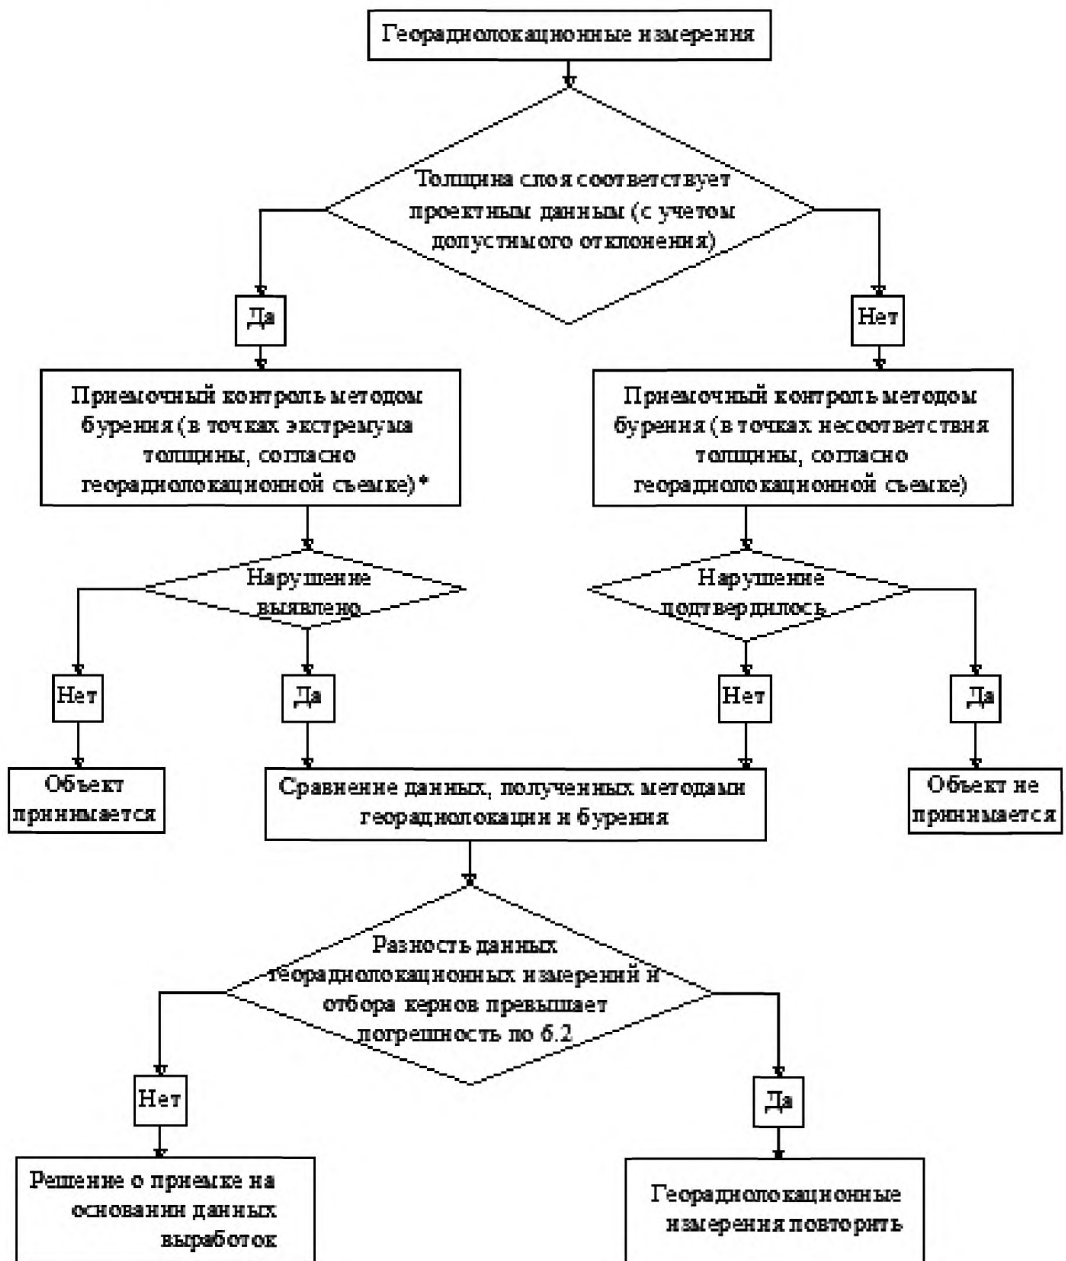 Георадиолокационные измерения
Толщина слоя соответствует
проектным данным (с учетом
допустимого отклонения)
Да
Нет
Приемочный контроль методом
бурения (в точках экстремума
толщины, согласно
георадиолокационной съемке)*
Приемочный контроль методом
бурения (в точках несоответствия
толщины, согласно
георадиолокационной съемке)
Нарушение
выявлено
Нарушение
подтвердилось
Нет
Да
Нет
Да
Объект
принимается
Сравнение данных, полученных методами
георадиолокации и бурения
Объект не
принимается
Разность данных
георадиолокационных измерений и
отбора кернов превышает
погрешность по 6.2
Нет
Да
Решение о приемке на
основании данных
выработок
Георадиолокационные
измерения повторить